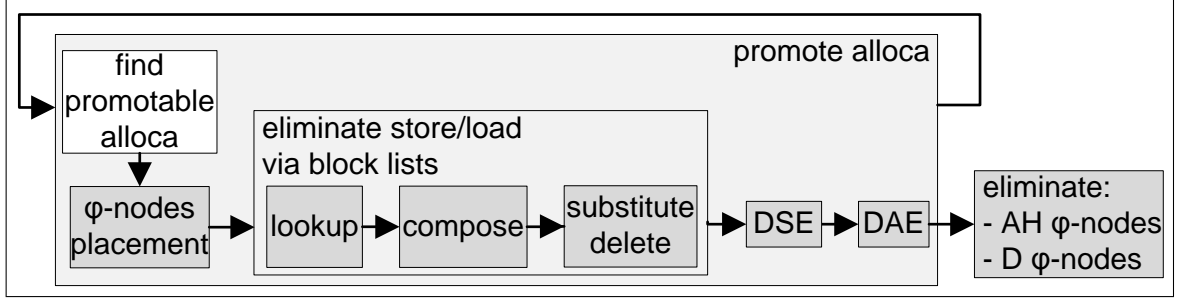 promote alloca
find
promotable
alloca
φ-nodes
placement
eliminate store/load
via block lists
lookup
compose
substitute
delete
DSE
DAE
eliminate:
- AH φ-nodes
- D φ-nodes